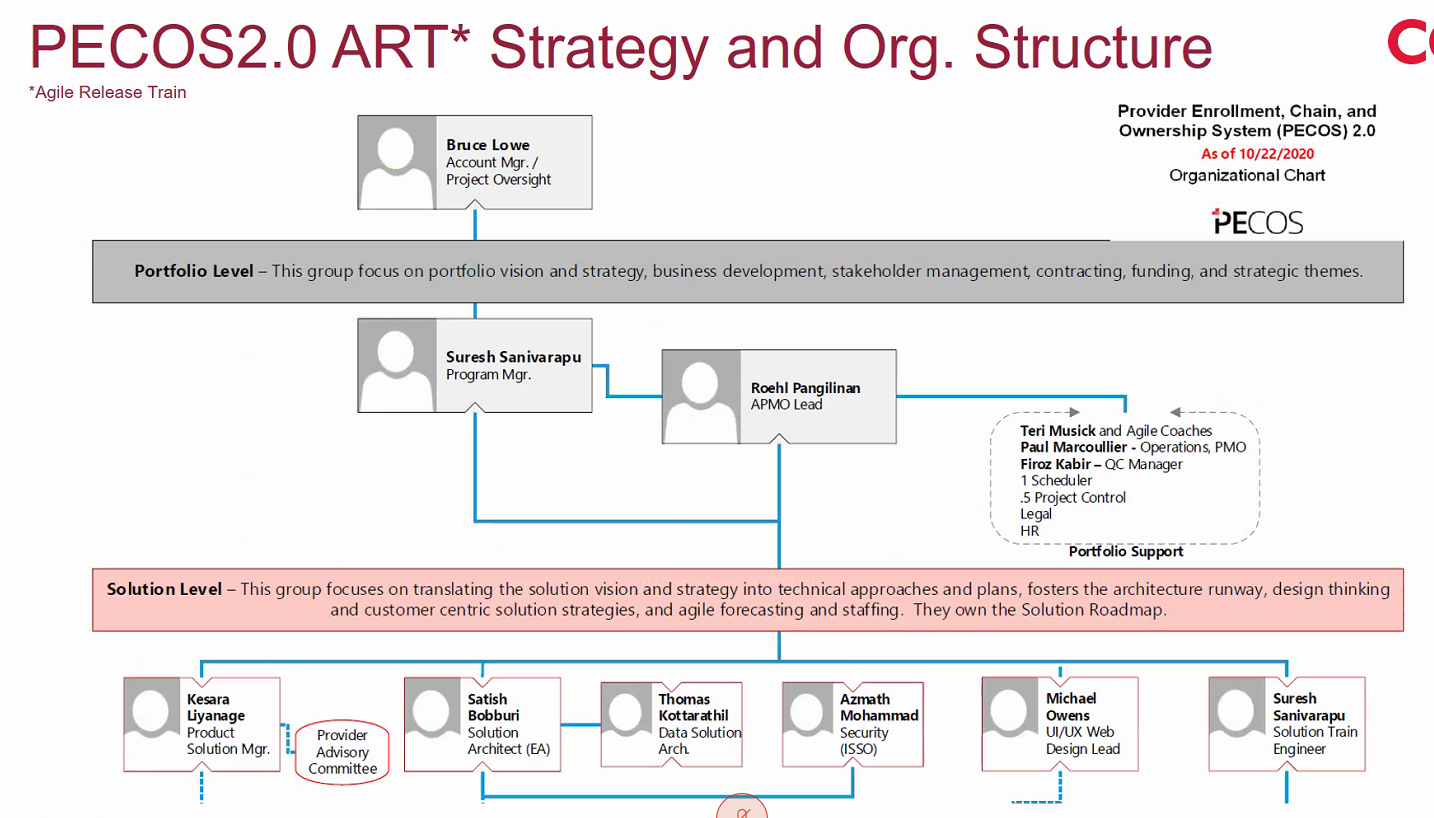 PECOS2.0 ART* Strategy and Org. Structure
*Agile Release Train
Provider Enrollment, Chain, and
Ownership System (PECOS) 2.0
As of 10/22/2020
Organizational Chart
PECOS
Bruce Lowe
Account Mgr. /
Project Oversight
Portfolio Level – This group focus on portfolio vision and strategy, business development, stakeholder management, contracting, funding, and strategic themes.
Suresh Sanivarapu
Program Mgr.
Roehl Pangilinan
APMO Lead
Teri Musick and Agile Coaches
Paul Marcoullier - Operations, PMO
Firoz Kabir – QC Manager
1 Scheduler
.5 Project Control
Legal
HR
Portfolio Support
Solution Level – This group focuses on translating the solution vision and strategy into technical approaches and plans, fosters the architecture runway, design thinking
and customer centric solution strategies, and agile forecasting and staffing.  They own the Solution Roadmap.
Kesara
Liyanage
Product
Solution Mgr.
Provider
Advisory
Committee
Satish
Bobburi
Solution
Architect (EA)
Thomas
Kottarathil
Data Solution
Arch.
Azmath
Mohammad
Security
(ISSO)
Michael
Owens
UI/UX Web
Design Lead
Suresh
Sanivarapu
Solution Train
Engineer